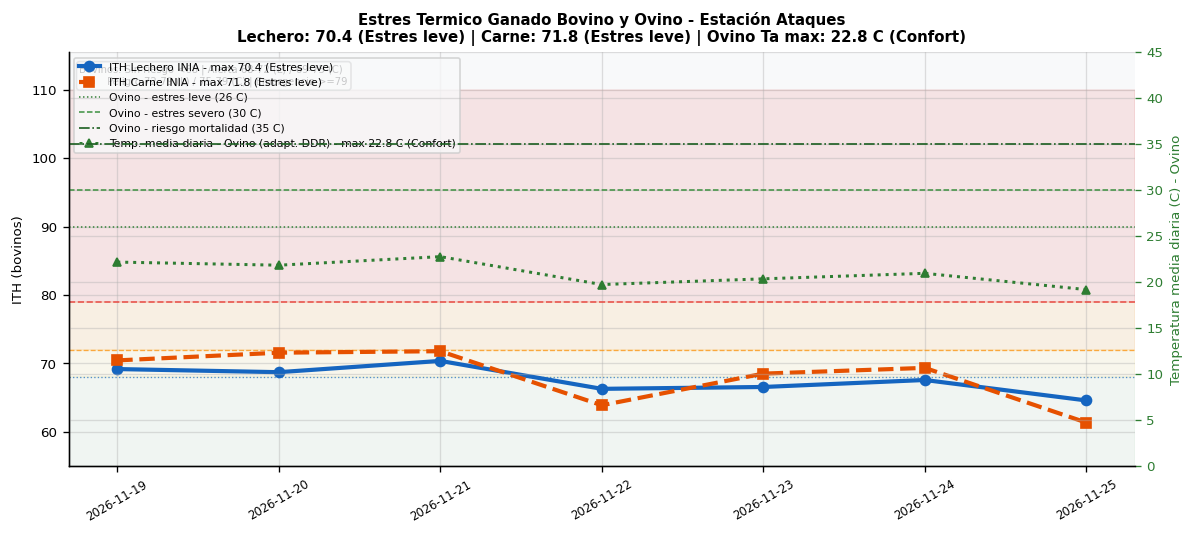 Estres Termico Ganado Bovino y Ovino - Estación Ataques
Lechero: 70.4 (Estres leve) | Carne: 71.8 (Estres leve) | Ovino Ta max: 22.8 C (Confort)
ITH Lechero INIA - max 70.4 (Estres leve)
ITH Carne INIA - max 71.8 (Estres leve)
Ovino - estres leve (26 C)
Ovino - estres severo (30 C)
Ovino - riesgo mortalidad (35 C)
Temp. media diaria - Ovino (adapt. DDR) - max 22.8 C (Confort)
ITH (bovinos)
110
100
90
80
70
60
45
40
35
30
25
20
15
10
5
0
Temperatura media diaria (C) - Ovino
2026-11-19
2026-11-20
2026-11-21
2026-11-22
2026-11-23
2026-11-24
2026-11-25